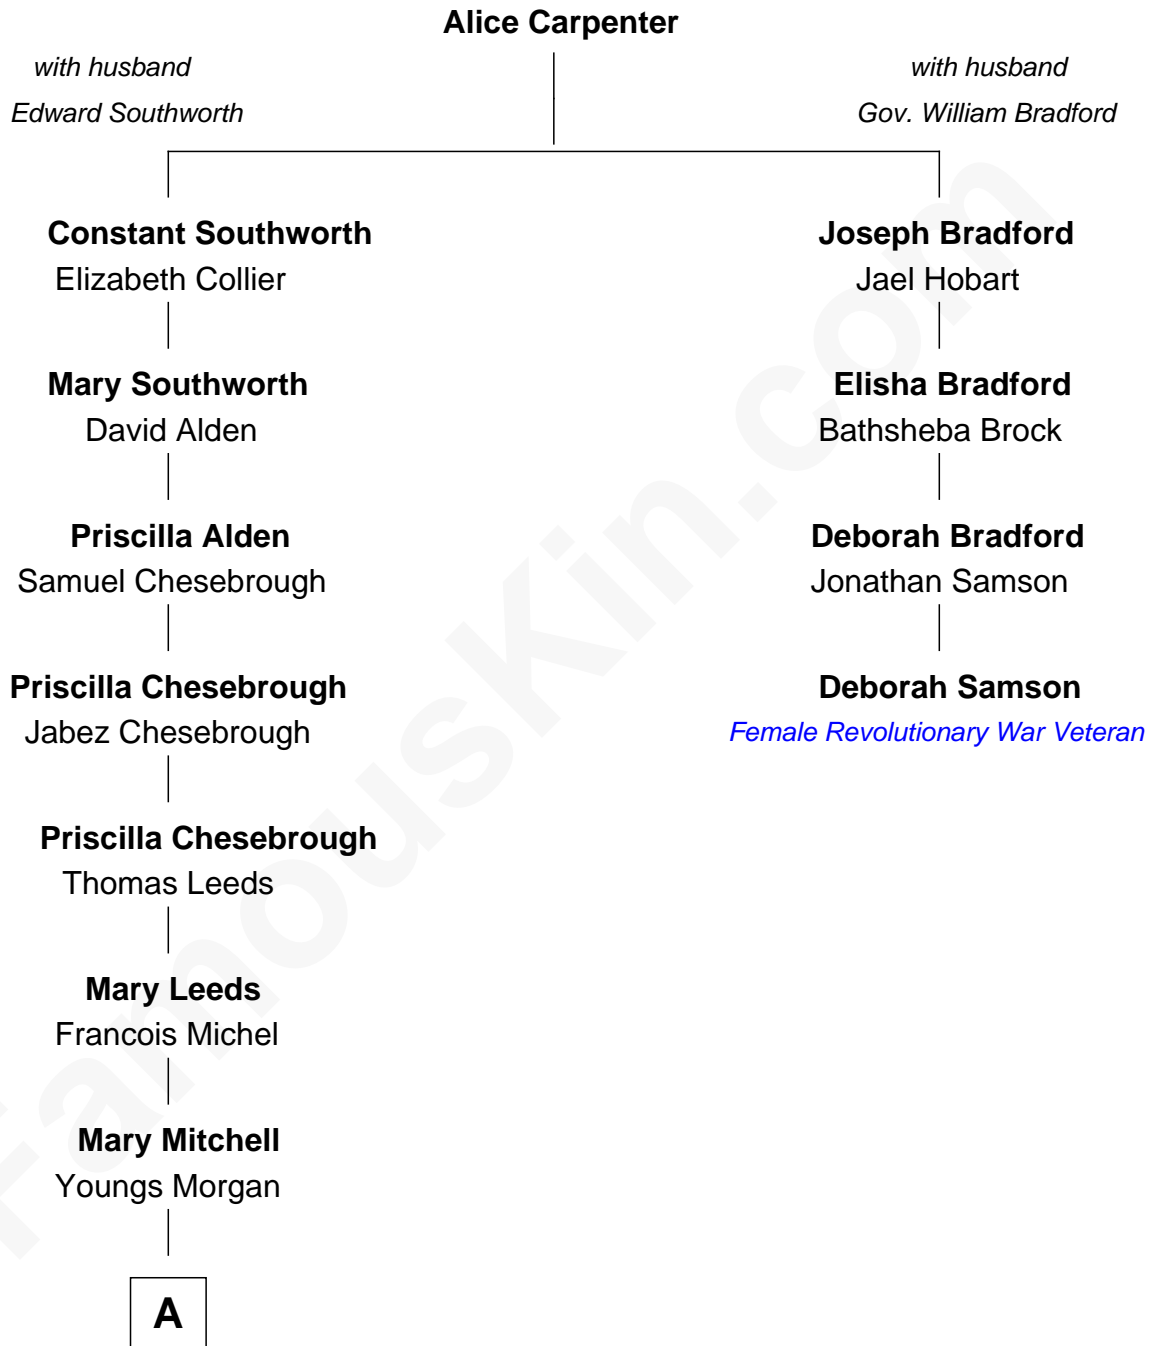 Alice Carpenter
with husband
Edward Southworth
with husband
Gov. William Bradford
Constant Southworth
Elizabeth Collier
Mary Southworth
David Alden
Priscilla Alden
Samuel Chesebrough
Priscilla Chesebrough
Jabez Chesebrough
Priscilla Chesebrough
Thomas Leeds
Mary Leeds
Francois Michel
Mary Mitchell
Youngs Morgan
A
Joseph Bradford
Jael Hobart
Elisha Bradford
Bathsheba Brock
Deborah Bradford
Jonathan Samson
Deborah Samson
Female Revolutionary War Veteran
FamousKin.com